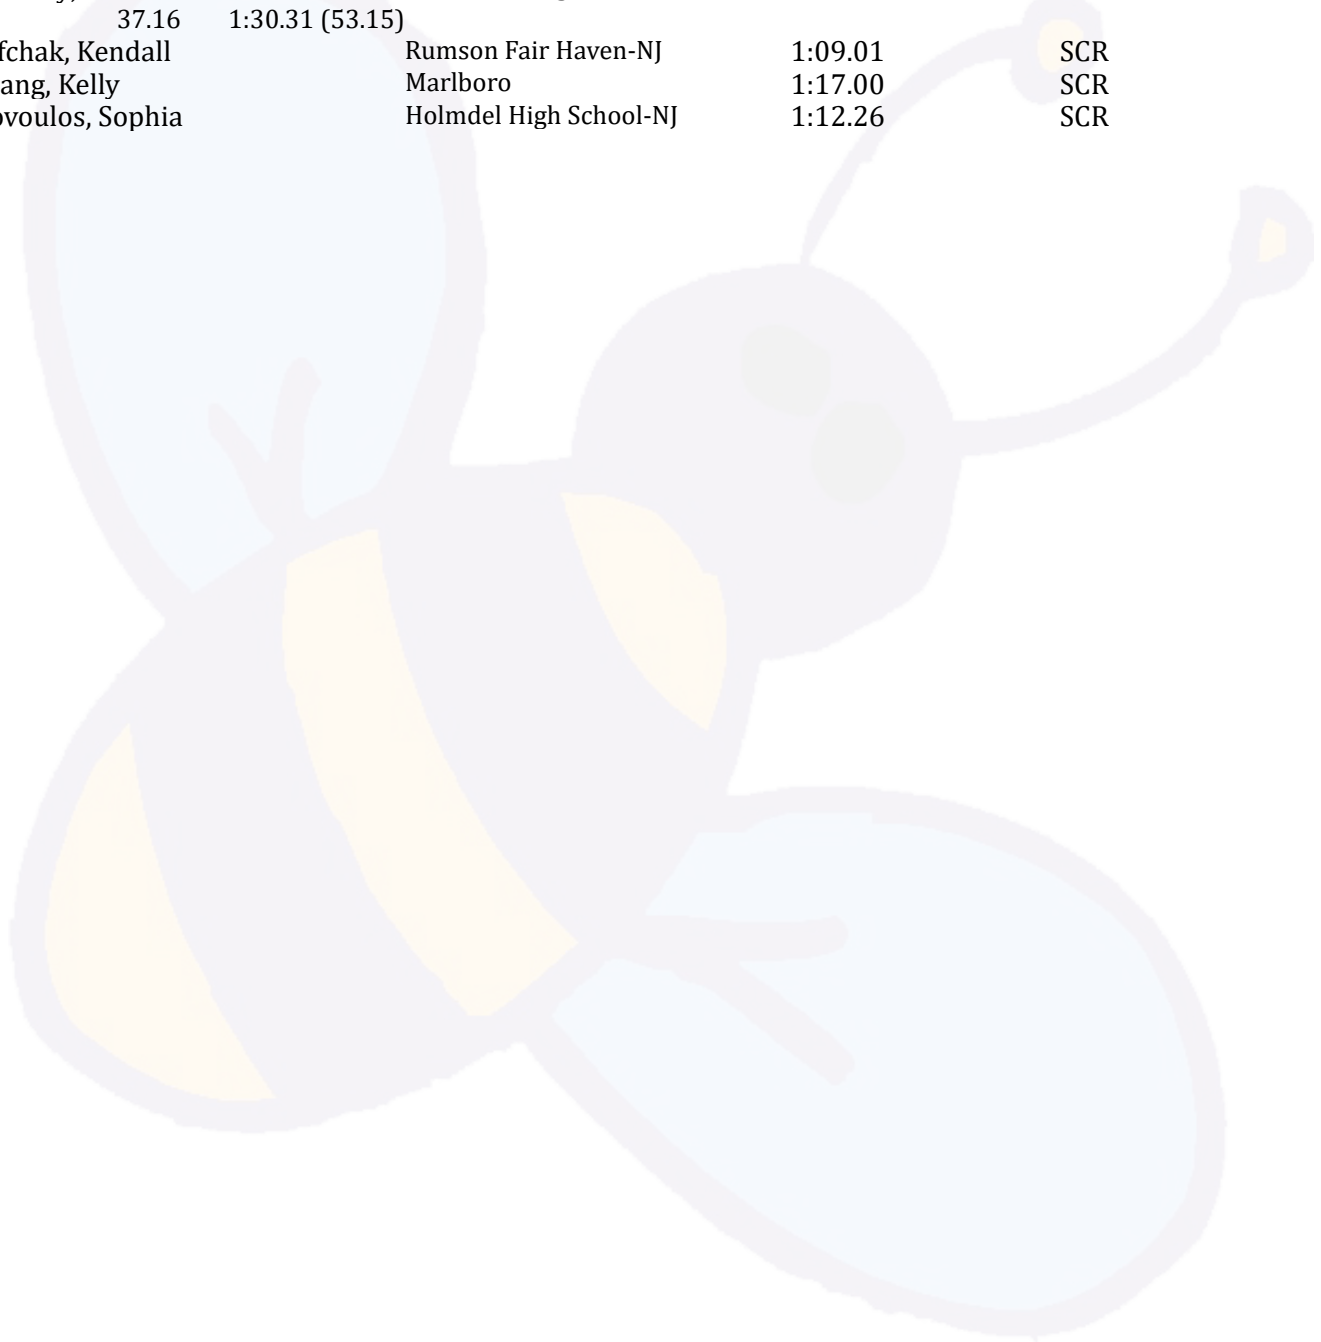 37.16 1:30.31 (53.15)
fchak, Kendall Rumson Fair Haven-NJ 1:09.01 SCR
ang, Kelly Marlboro 1:17.00 SCR
ovoulos, Sophia Holmdel High School-NJ 1:12.26 SCR